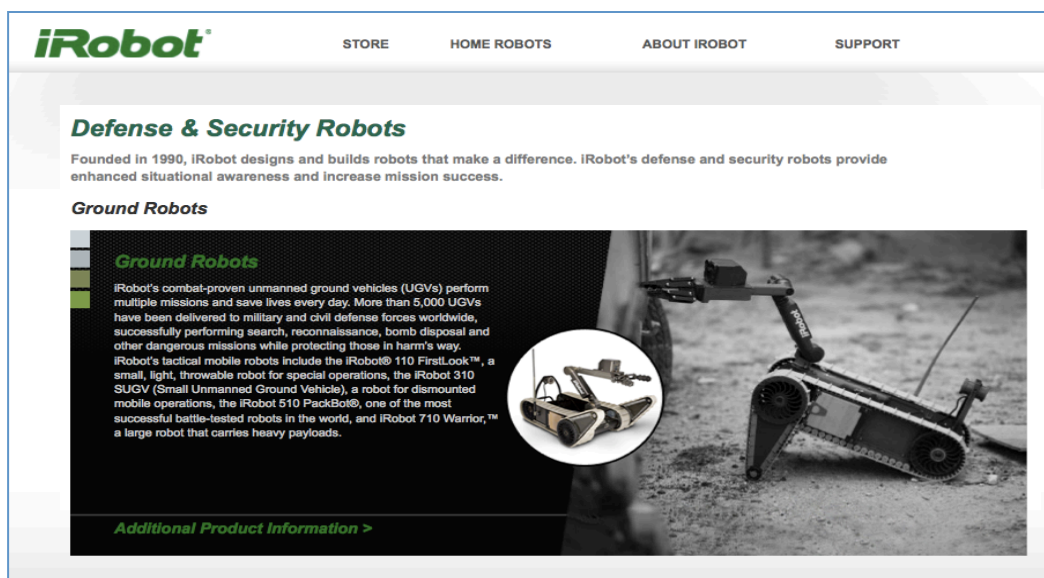 iRobot®
STORE
HOME ROBOTS
ABOUT IROBOT
SUPPORT
Defense & Security Robots
Founded in 1990, iRobot designs and builds robots that make a difference. iRobot's defense and security robots provide
enhanced situational awareness and increase mission success.
Ground Robots
Ground Robots
iRobot's combat-proven unmanned ground vehicles (UGVs) perform
multiple missions and save lives every day. More than 5,000 UGVs
have been delivered to military and civil defense forces worldwide,
successfully performing search, reconnaissance, bomb disposal and
other dangerous missions while protecting those in harm's way.
iRobot's tactical mobile robots include the iRobot® 110 FirstLook™, a
small, light, throwable robot for special operations, the iRobot 310
SUGV (Small Unmanned Ground Vehicle), a robot for dismounted
mobile operations, the iRobot 510 PackBot®, one of the most
successful battle-tested robots in the world, and iRobot 710 Warrior,™
a large robot that carries heavy payloads.
iRobot
Additional Product Information >